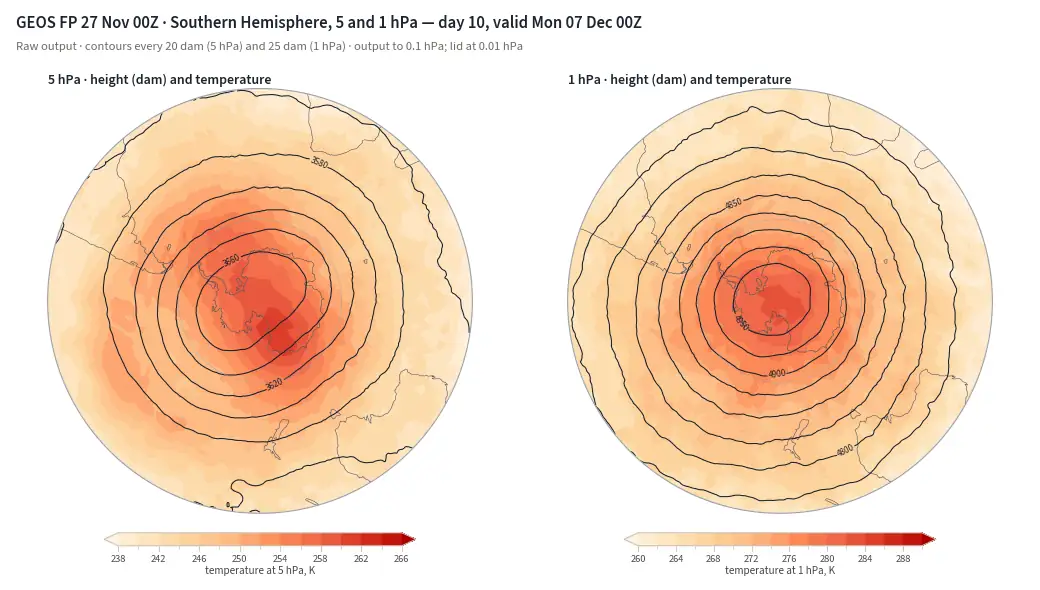 GEOS FP 27 Nov 00Z · Southern Hemisphere, 5 and 1 hPa — day 10, valid Mon 07 Dec 00Z
Raw output · contours every 20 dam (5 hPa) and 25 dam (1 hPa) · output to 0.1 hPa; lid at 0.01 hPa
5 hPa · height (dam) and temperature
1 hPa · height (dam) and temperature
3580
3660
3620
4850
4950
4900
4800
238 242 246 250 254 258 262 266
temperature at 5 hPa, K
260 264 268 272 276 280 284 288
temperature at 1 hPa, K